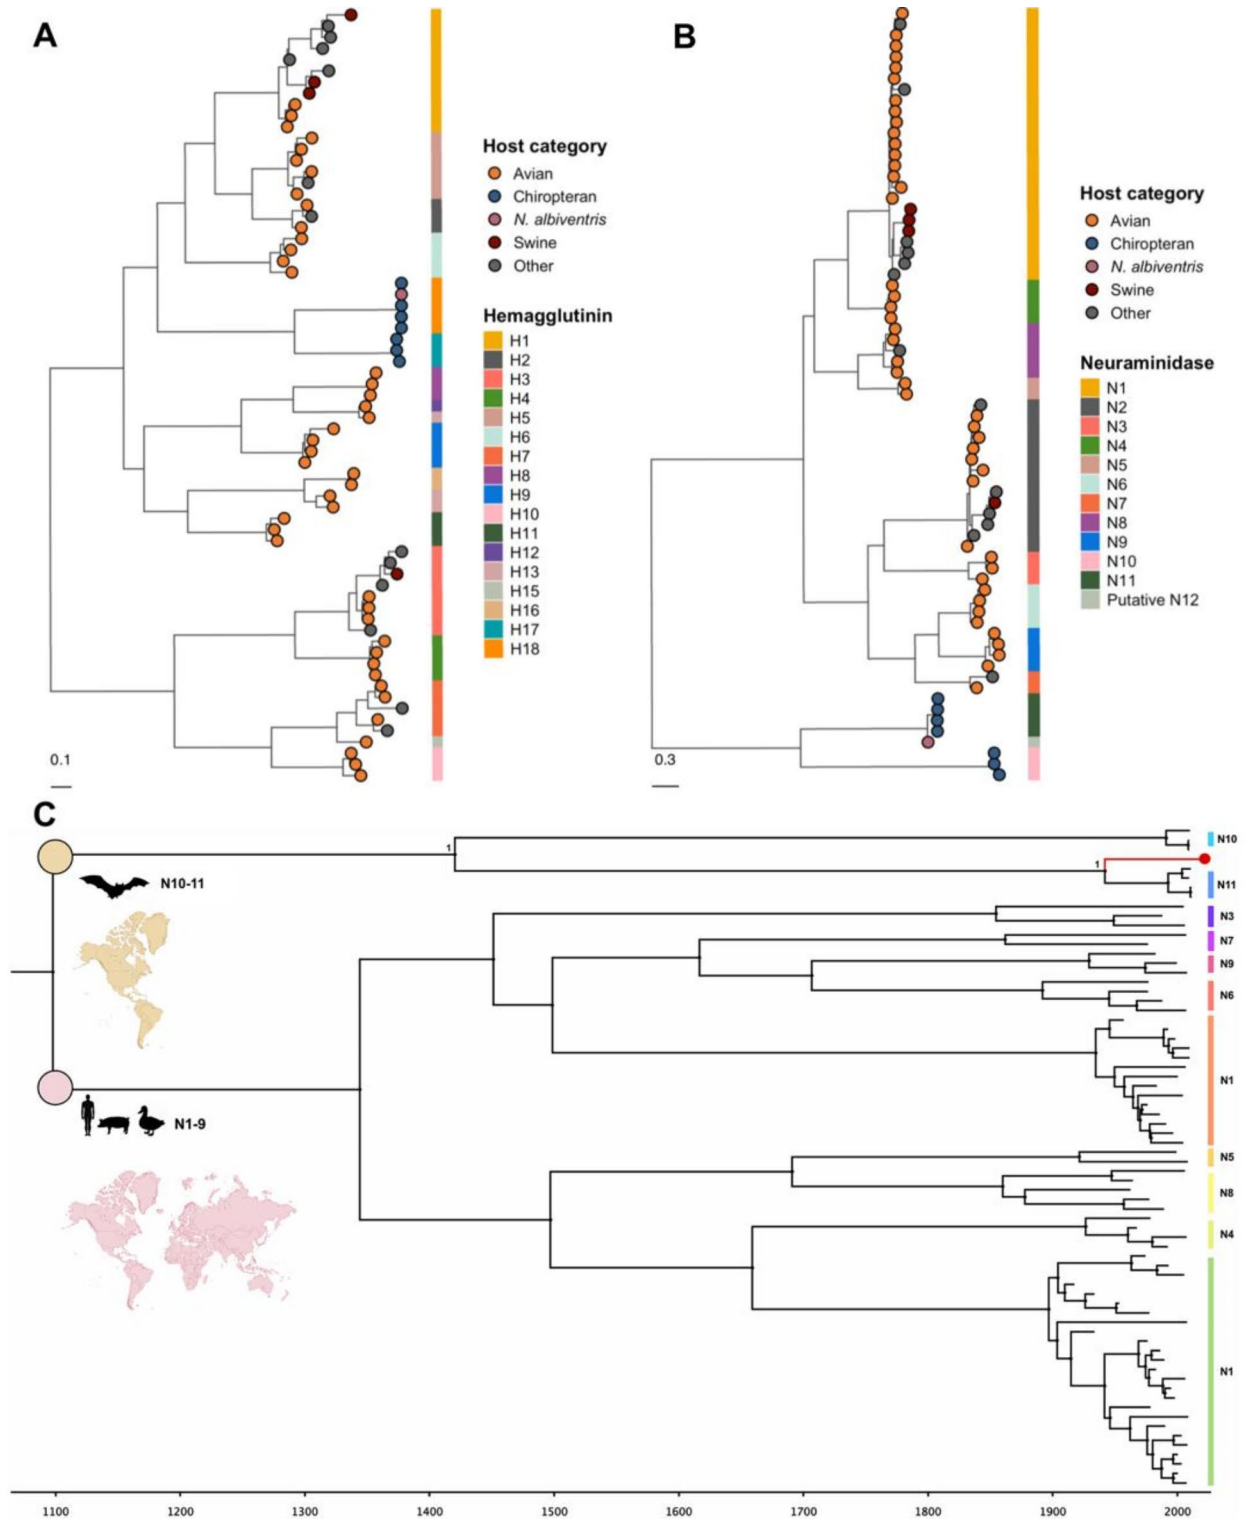 A
Host category
Avian
Chiropteran
N. albiventris
Swine
Other
Hemagglutinin
H1
H2
H3
H4
H5
H6
H7
H8
H9
H10
H11
H12
H13
H15
H16
H17
H18
0.1
B
Host category
Avian
Chiropteran
N. albiventris
Swine
Other
Neuraminidase
N1
N2
N3
N4
N5
N6
N7
N8
N9
N10
N11
Putative N12
0.3
C
1
N10
1
N10-11
N11
N3
N7
N9
N6
N1
N1-9
N5
N8
N4
N1
1100 1200 1300 1400 1500 1600 1700 1800 1900 2000